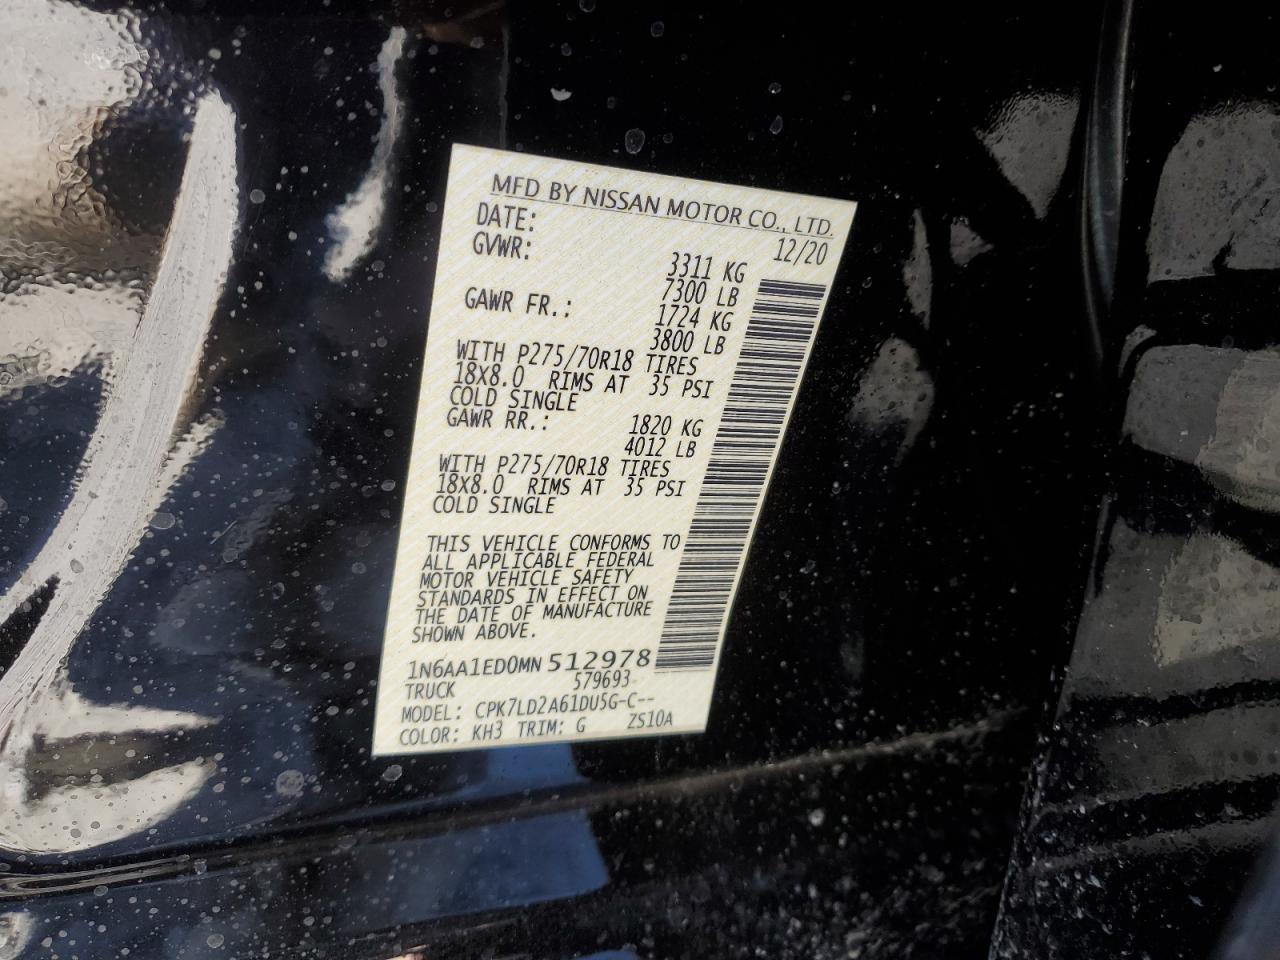 MFD BY NISSAN MOTOR CO., LTD.
DATE: 12/20
GVWR: 3311 KG
7300 LB
GAWR FR.: 1724 KG
3800 LB
WITH P275/70R18 TIRES
18X8.0 RIMS AT 35 PSI
COLD SINGLE
GAWR RR.: 1820 KG
4012 LB
WITH P275/70R18 TIRES
18X8.0 RIMS AT 35 PSI
COLD SINGLE
THIS VEHICLE CONFORMS TO
ALL APPLICABLE FEDERAL
MOTOR VEHICLE SAFETY
STANDARDS IN EFFECT ON
THE DATE OF MANUFACTURE
SHOWN ABOVE.
1N6AA1ED0MN512978
TRUCK 579693
MODEL: CPK7LD2A61DU5G-C--
COLOR: KH3 TRIM: G ZS10A